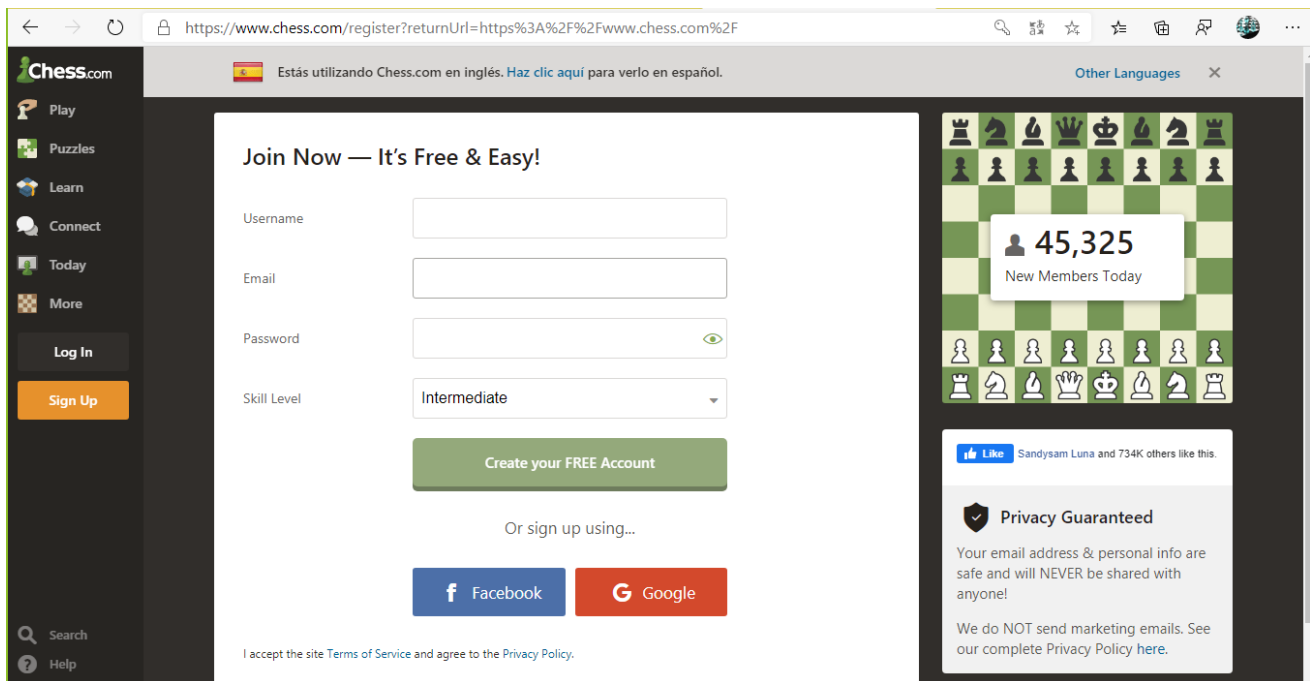 https://www.chess.com/register?returnUrl=https%3A%2F%2Fwww.chess.com%2F
Chess.com
Estás utilizando Chess.com en inglés. Haz clic aquí para verlo en español.
Other Languages
Play
Puzzles
Learn
Connect
Today
More
Log In
Sign Up
Search
Help
Join Now — It's Free & Easy!
Username
Email
Password
Skill Level
Intermediate
Create your FREE Account
Or sign up using...
f Facebook
G Google
I accept the site Terms of Service and agree to the Privacy Policy.
45,325
New Members Today
Like Sandysam Luna and 734K others like this.
Privacy Guaranteed
Your email address & personal info are
safe and will NEVER be shared with
anyone!
We do NOT send marketing emails. See
our complete Privacy Policy here.